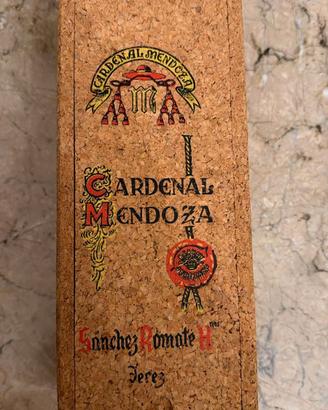 CARDENAL MENDOZA
m
CARDENAL
MENDOZA
Sánchez Romate Hnos
Jerez